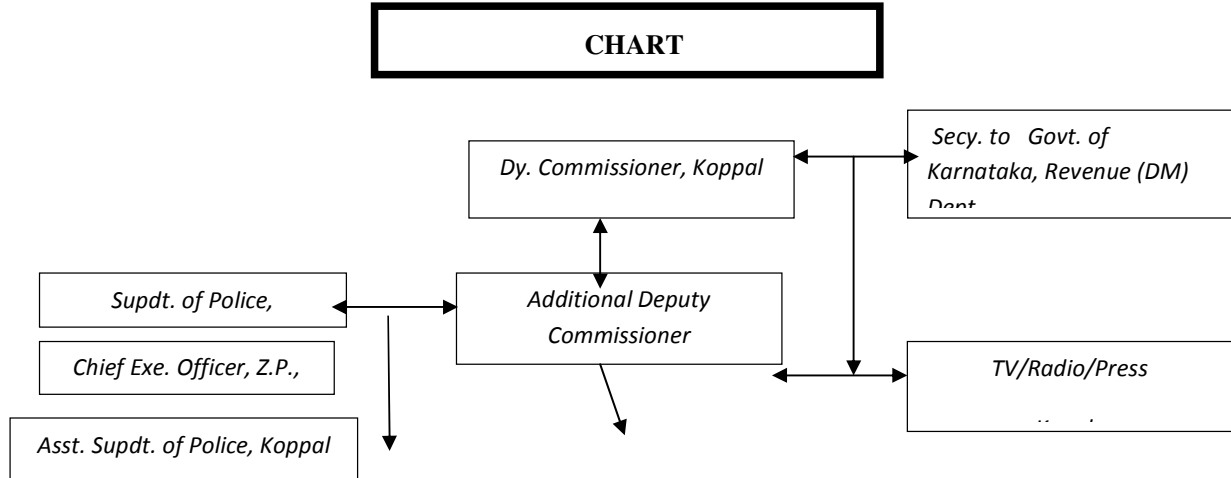 CHART
Secy. to Govt. of
Karnataka, Revenue (DM)
Dy. Commissioner, Koppal
Supdt. of Police,
Additional Deputy
Commissioner
Chief Exe. Officer, Z.P.,
TV/Radio/Press
Asst. Supdt. of Police, Koppal